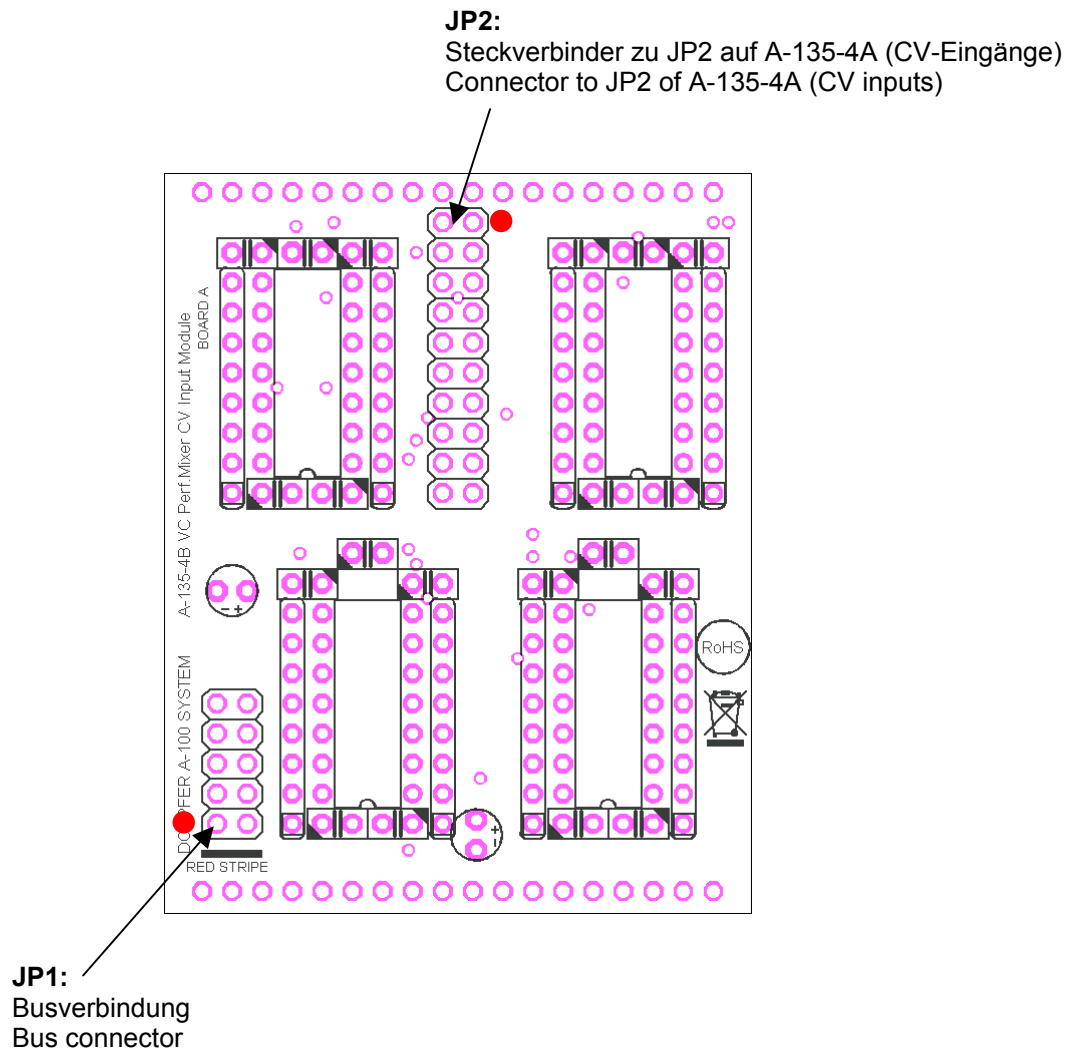 JP2:
Steckverbinder zu JP2 auf A-135-4A (CV-Eingänge)
Connector to JP2 of A-135-4A (CV inputs)
A-135-4B VC Perf.Mixer CV Input Module
BOARD A
- +
RoHS
+
-
RED STRIPE
JP1:
Busverbindung
Bus connector
A-100 SYSTEM